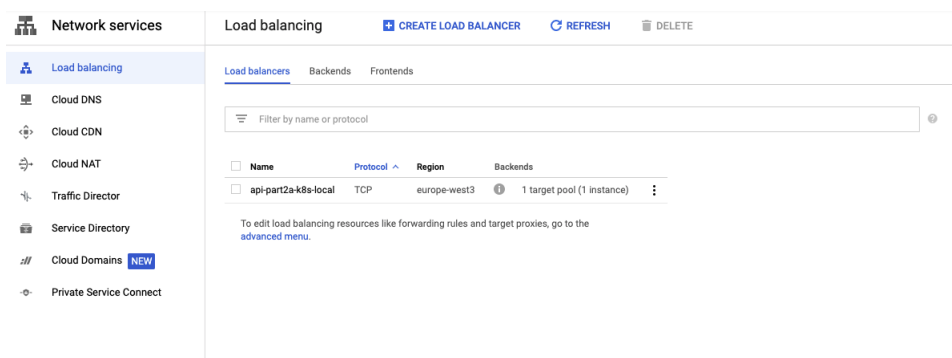 Network services
Load balancing
CREATE LOAD BALANCER
REFRESH
DELETE
Load balancing
Cloud DNS
Cloud CDN
Cloud NAT
Traffic Director
Service Directory
Cloud Domains NEW
Private Service Connect
Load balancers Backends Frontends
Filter by name or protocol
Name Protocol Region Backends
api-part2a-k8s-local TCP europe-west3 1 target pool (1 instance)
To edit load balancing resources like forwarding rules and target proxies, go to the
advanced menu.